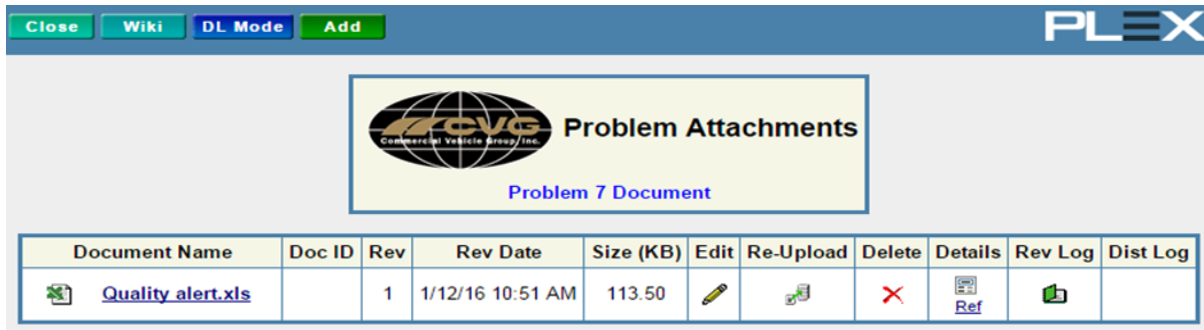 Close Wiki DL Mode Add PLEX
CVG Problem Attachments
Commercial Vehicle Group, Inc.
Problem 7 Document
Document Name Doc ID Rev Rev Date Size (KB) Edit Re-Upload Delete Details Rev Log Dist Log
Quality alert.xls 1 1/12/16 10:51 AM 113.50
Ref